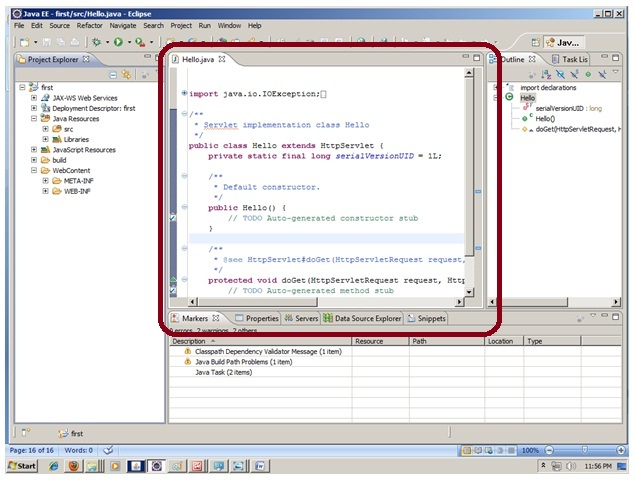 Java EE - first/src/Hello.java - Eclipse
File Edit Source Refactor Navigate Search Project Run Window Help
Java...
Project Explorer
first
JAX-WS Web Services
Deployment Descriptor: first
Java Resources
src
Libraries
JavaScript Resources
build
WebContent
META-INF
WEB-INF
Hello.java
import java.io.IOException;
/**
* Servlet implementation class Hello
*/
public class Hello extends HttpServlet {
private static final long serialVersionUID = 1L;
/**
* Default constructor.
*/
public Hello() {
// TODO Auto-generated constructor stub
}
/**
* @see HttpServlet#doGet(HttpServletRequest request,
*/
protected void doGet(HttpServletRequest request, Http
// TODO Auto-generated method stub
Outline Task Lis
import declarations
Hello
serialVersionUID : long
Hello()
doGet(HttpServletRequest, H
Markers Properties Servers Data Source Explorer Snippets
0 errors, 2 warnings, 2 others
Description Resource Path Location Type
Classpath Dependency Validator Message (1 item)
Java Build Path Problems (1 item)
Java Task (2 items)
first
Page: 16 of 16 Words: 0 100%
Start 11:56 PM